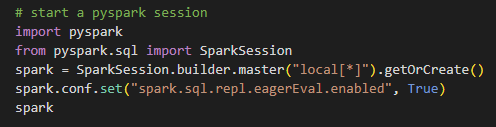 # start a pyspark session
import pyspark
from pyspark.sql import SparkSession
spark = SparkSession.builder.master("local[*]").getOrCreate()
spark.conf.set("spark.sql.repl.eagerEval.enabled", True)
spark